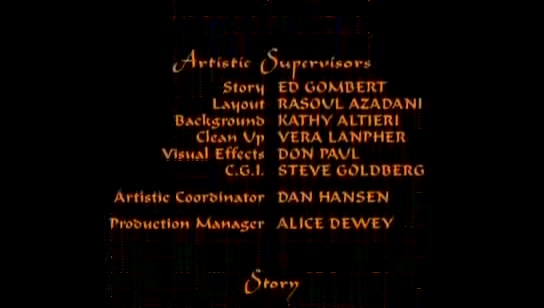 Artistic Supervisors
Story ED GOMBERT
Layout RASOUL AZADANI
Background KATHY ALTIERI
Clean Up VERA LANPHER
Visual Effects DON PAUL
C.G.I. STEVE GOLDBERG
Artistic Coordinator DAN HANSEN
Production Manager ALICE DEWEY
Story